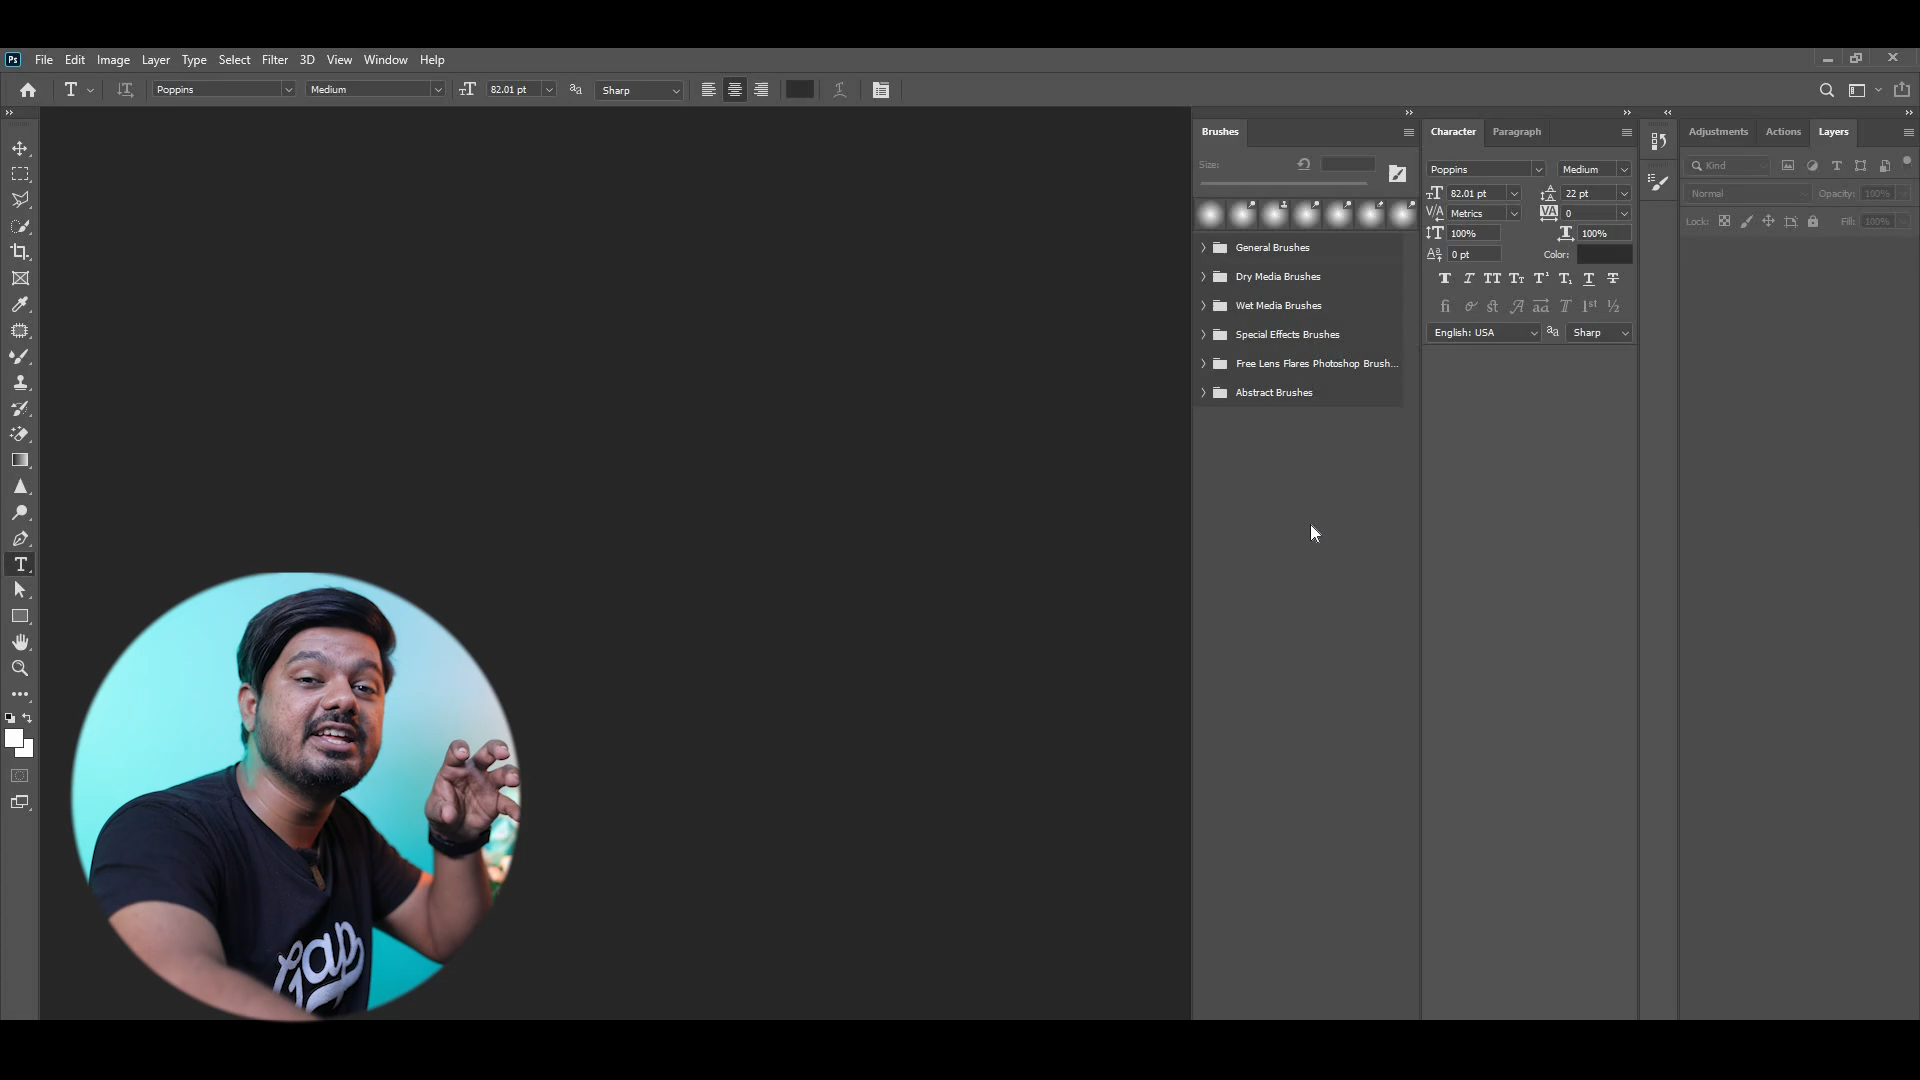 Ps File Edit Image Layer Type Select Filter 3D View Window Help
Poppins Medium 82.01 pt Sharp
Brushes
Size:
General Brushes
Dry Media Brushes
Wet Media Brushes
Special Effects Brushes
Free Lens Flares Photoshop Brush...
Abstract Brushes
Character Paragraph
Poppins Medium
82.01 pt 22 pt
Metrics 0
100% 100%
0 pt Color:
English: USA Sharp
Adjustments Actions Layers
Kind
Normal Opacity: 100%
Lock: Fill: 100%